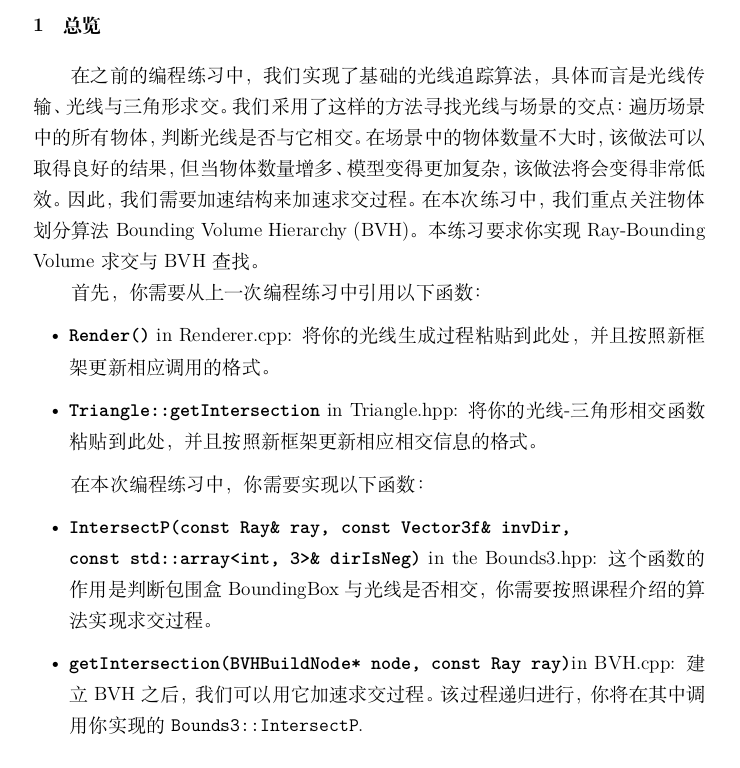 1 总览
在之前的编程练习中，我们实现了基础的光线追踪算法，具体而言是光线传
输、光线与三角形求交。我们采用了这样的方法寻找光线与场景的交点：遍历场景
中的所有物体，判断光线是否与它相交。在场景中的物体数量不大时，该做法可以
取得良好的结果，但当物体数量增多、模型变得更加复杂，该做法将会变得非常低
效。因此，我们需要加速结构来加速求交过程。在本次练习中，我们重点关注物体
划分算法 Bounding Volume Hierarchy (BVH)。本练习要求你实现 Ray-Bounding
Volume 求交与 BVH 查找。
首先，你需要从上一次编程练习中引用以下函数：
• Render() in Renderer.cpp: 将你的光线生成过程粘贴到此处，并且按照新框
架更新相应调用的格式。
• Triangle::getIntersection in Triangle.hpp: 将你的光线-三角形相交函数
粘贴到此处，并且按照新框架更新相应相交信息的格式。
在本次编程练习中，你需要实现以下函数：
• IntersectP(const Ray& ray, const Vector3f& invDir,
const std::array<int, 3>& dirIsNeg) in the Bounds3.hpp: 这个函数的
作用是判断包围盒 BoundingBox 与光线是否相交，你需要按照课程介绍的算
法实现求交过程。
• getIntersection(BVHBuildNode* node, const Ray ray)in BVH.cpp: 建
立 BVH 之后，我们可以用它加速求交过程。该过程递归进行，你将在其中调
用你实现的 Bounds3::IntersectP.